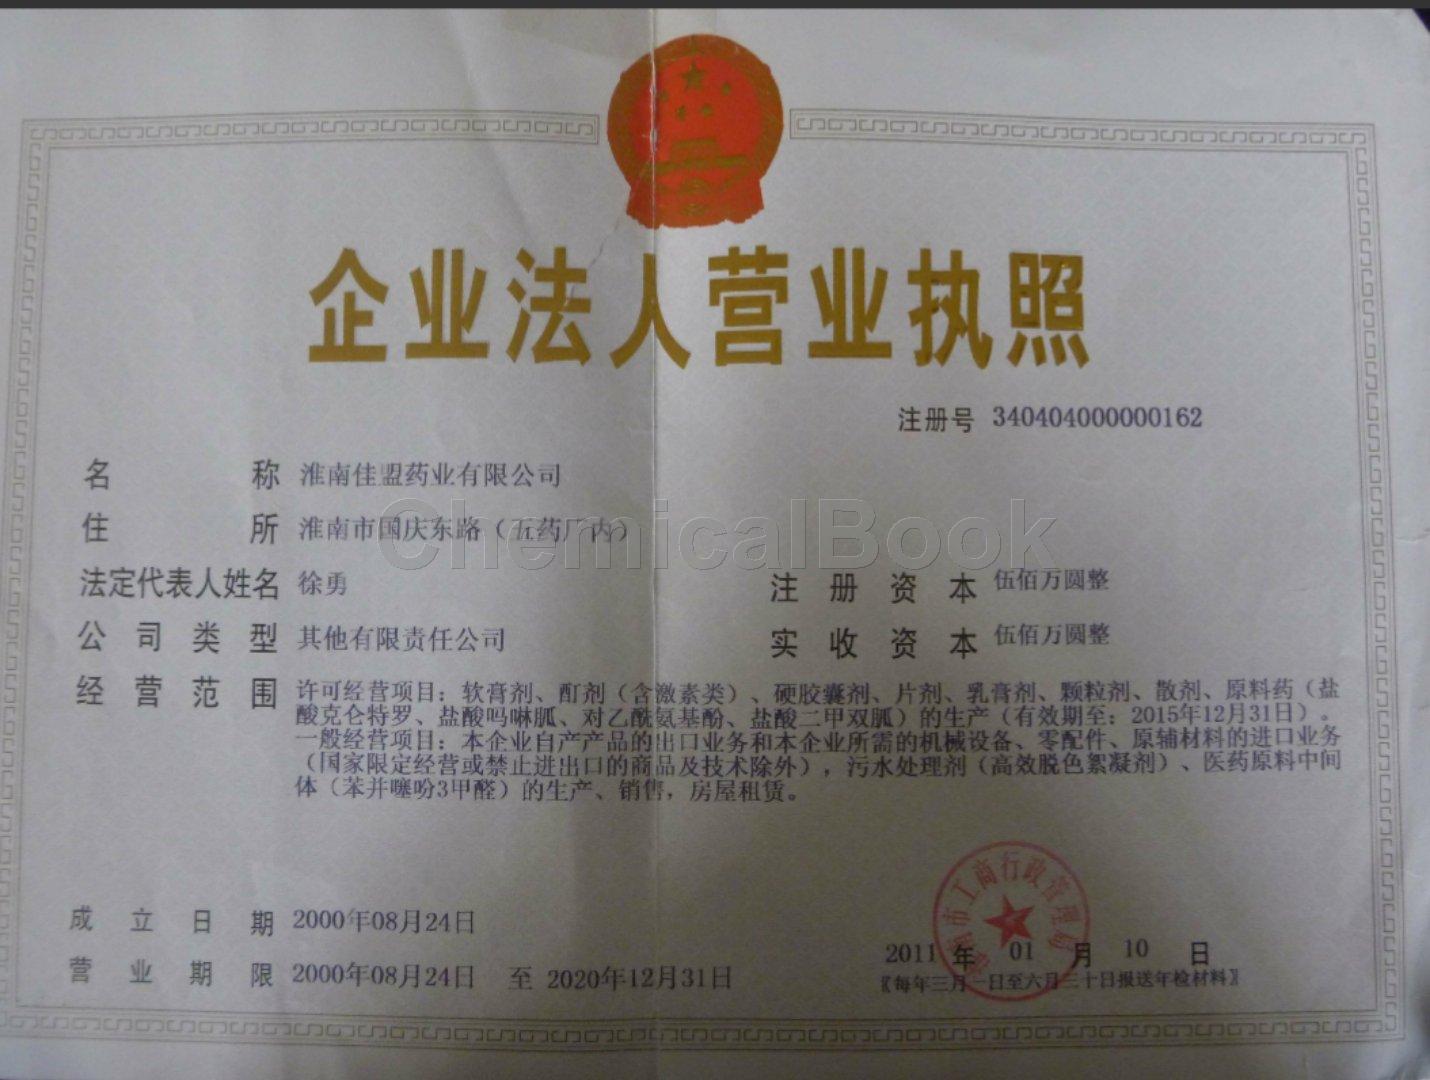 企业法人营业执照
注册号 340404000000162
名称 淮南佳盟药业有限公司
住所 淮南市国庆东路（五药厂内）
ChemicalBook
法定代表人姓名 徐勇
注册资本 伍佰万圆整
公司类型 其他有限责任公司
实收资本 伍佰万圆整
经营范围 许可经营项目：软膏剂、酊剂（含激素类）、硬胶囊剂、片剂、乳膏剂、颗粒剂、散剂、原料药（盐
酸克仑特罗、盐酸吗啉胍、对乙酰氨基酚、盐酸二甲双胍）的生产（有效期至：2015年12月31日）。
一般经营项目：本企业自产产品的出口业务和本企业所需的机械设备、零配件、原辅材料的进口业务
（国家限定经营或禁止进出口的商品及技术除外），污水处理剂（高效脱色絮凝剂）、医药原料中间
体（苯并噻吩3甲醛）的生产、销售，房屋租赁。
市工商行政管理局
成立日期 2000年08月24日
2011年01月10日
营业期限 2000年08月24日 至 2020年12月31日
《每年三月一日至六月三十日报送年检材料》